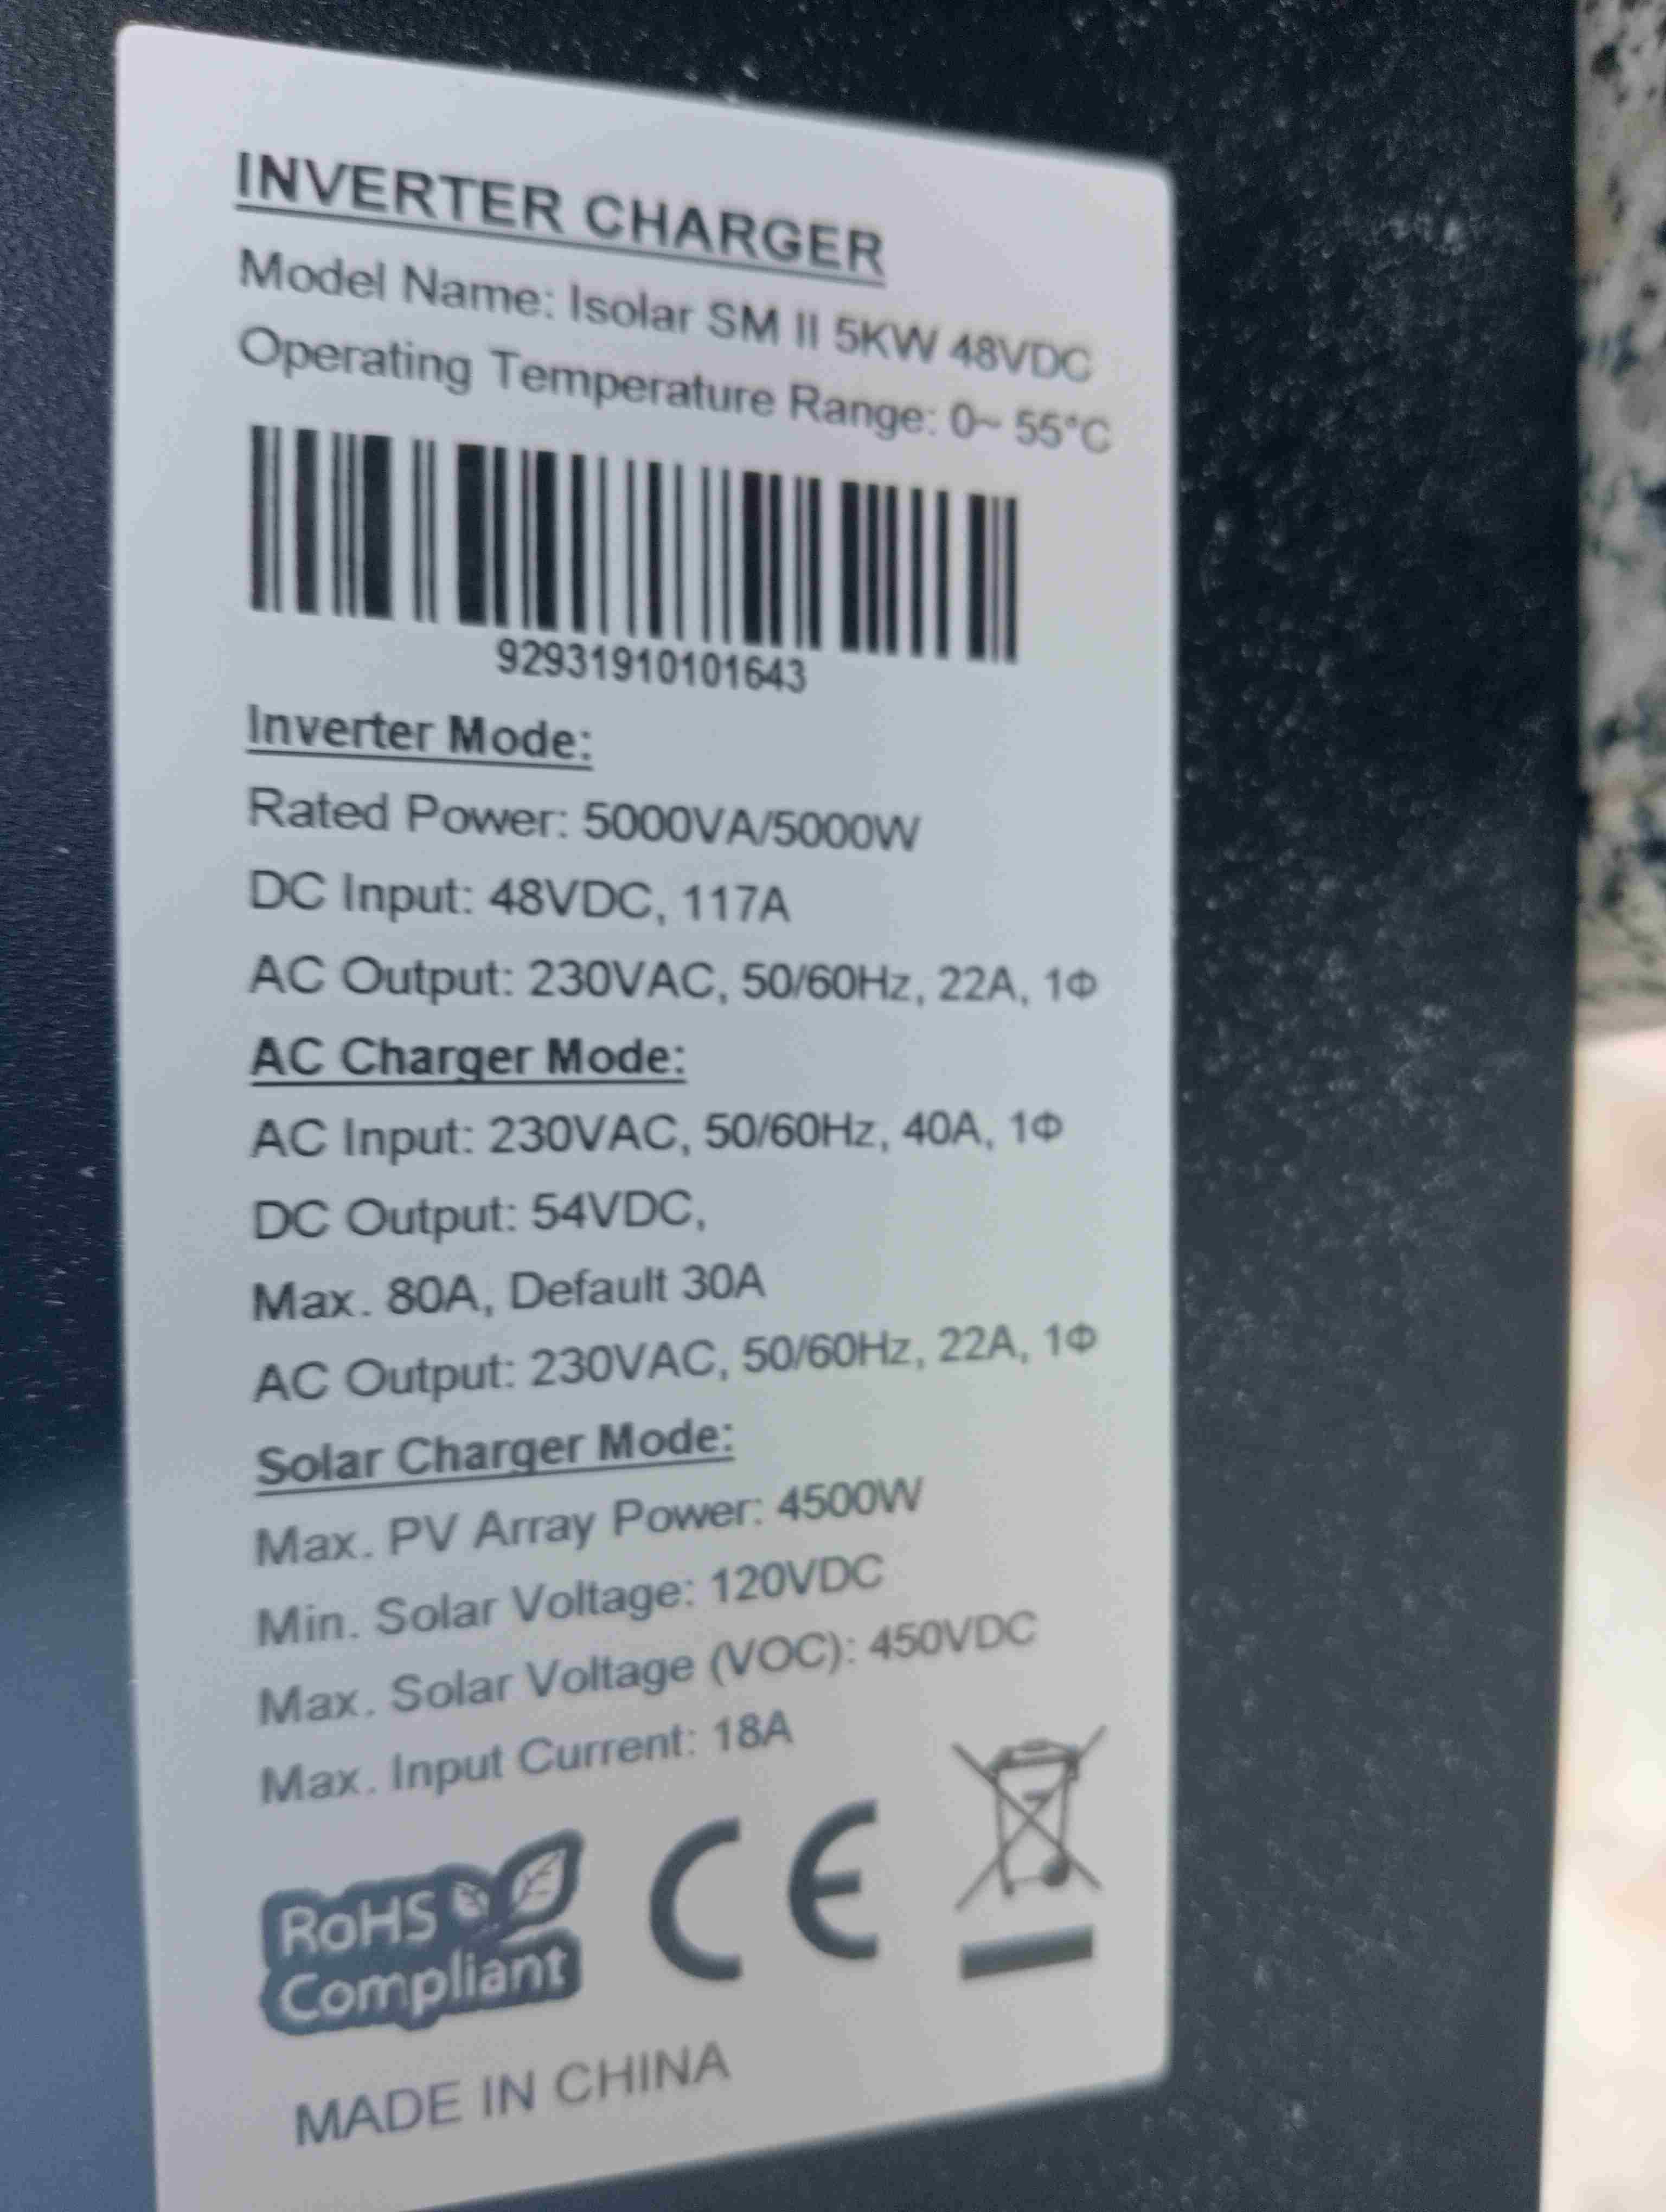 INVERTER CHARGER
Model Name: Isolar SM II 5KW 48VDC
Operating Temperature Range: 0~ 55°C
92931910101643
Inverter Mode:
Rated Power: 5000VA/5000W
DC Input: 48VDC, 117A
AC Output: 230VAC, 50/60Hz, 22A, 1Φ
AC Charger Mode:
AC Input: 230VAC, 50/60Hz, 40A, 1Φ
DC Output: 54VDC,
Max. 80A, Default 30A
AC Output: 230VAC, 50/60Hz, 22A, 1Φ
Solar Charger Mode:
Max. PV Array Power: 4500W
Min. Solar Voltage: 120VDC
Max. Solar Voltage (VOC): 450VDC
Max. Input Current: 18A
RoHS
Compliant
CE
MADE IN CHINA